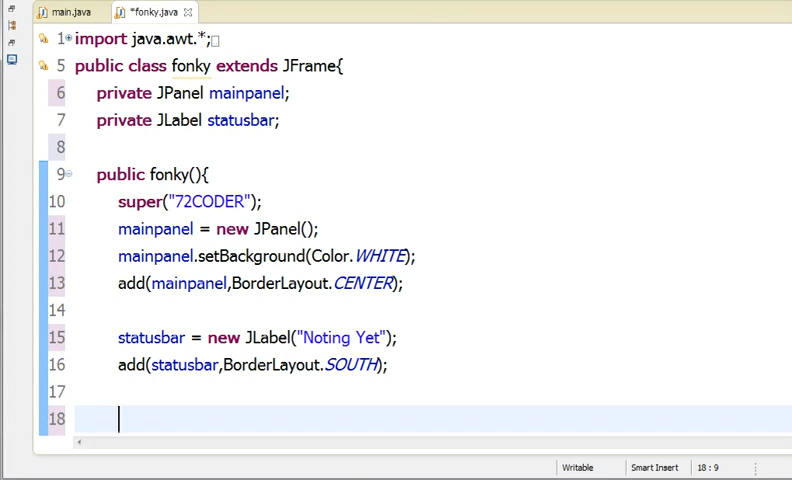 main.java *fonky.java
1 import java.awt.*;
5 public class fonky extends JFrame{
6 private JPanel mainpanel;
7 private JLabel statusbar;
8
9 public fonky(){
10 super("72CODER");
11 mainpanel = new JPanel();
12 mainpanel.setBackground(Color.WHITE);
13 add(mainpanel,BorderLayout.CENTER);
14
15 statusbar = new JLabel("Noting Yet");
16 add(statusbar,BorderLayout.SOUTH);
17
18
Writable Smart Insert 18 : 9